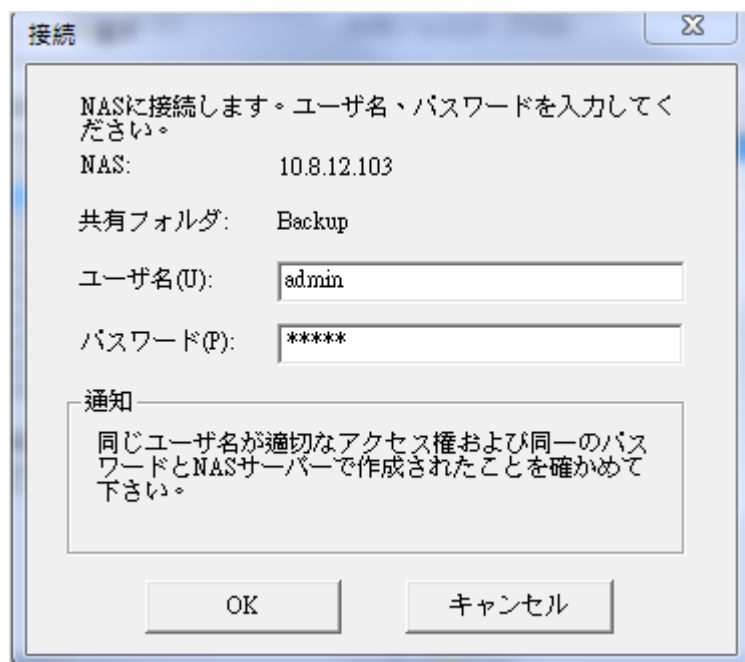 接続
NASに接続します。ユーザ名、パスワードを入力してく
ださい。
NAS: 10.8.12.103
共有フォルダ: Backup
ユーザ名(U): admin
パスワード(P): *****
通知
同じユーザ名が適切なアクセス権および同一のパス
ワードとNASサーバーで作成されたことを確かめて
下さい。
OK キャンセル